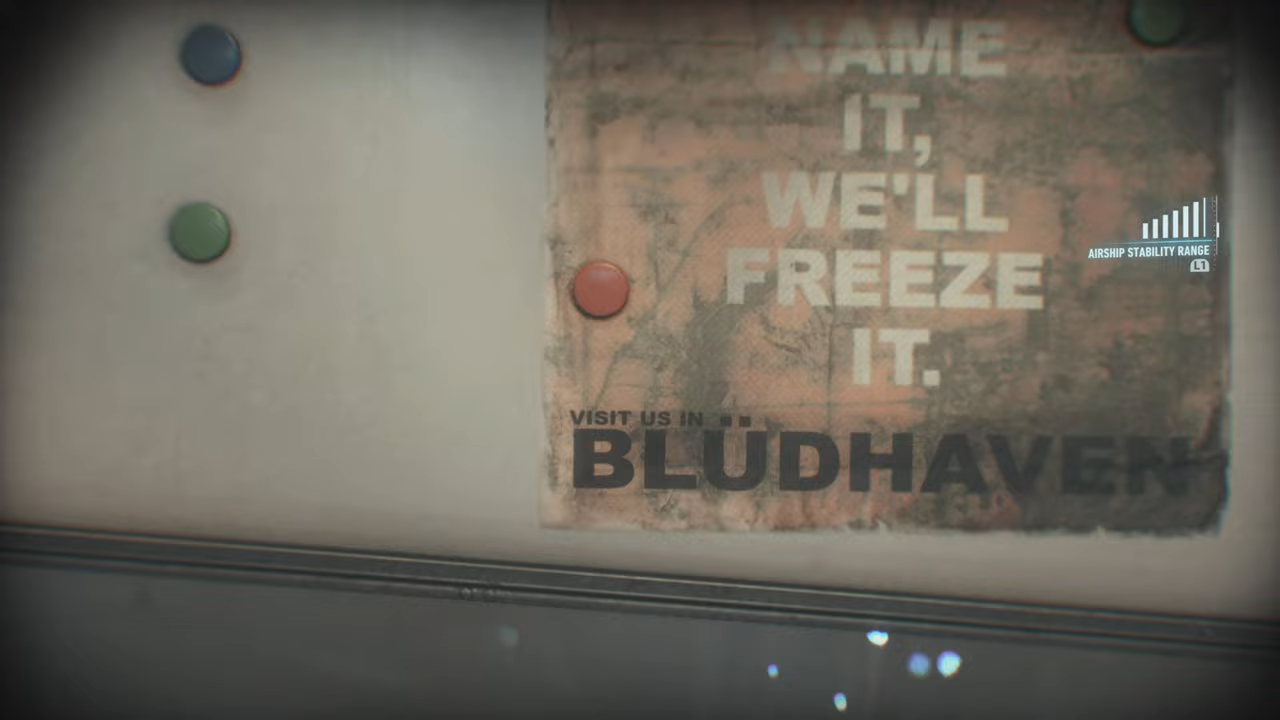 NAME
IT,
WE'LL
FREEZE
IT.
AIRSHIP STABILITY RANGE
L1
VISIT US IN
BLÜDHAVEN